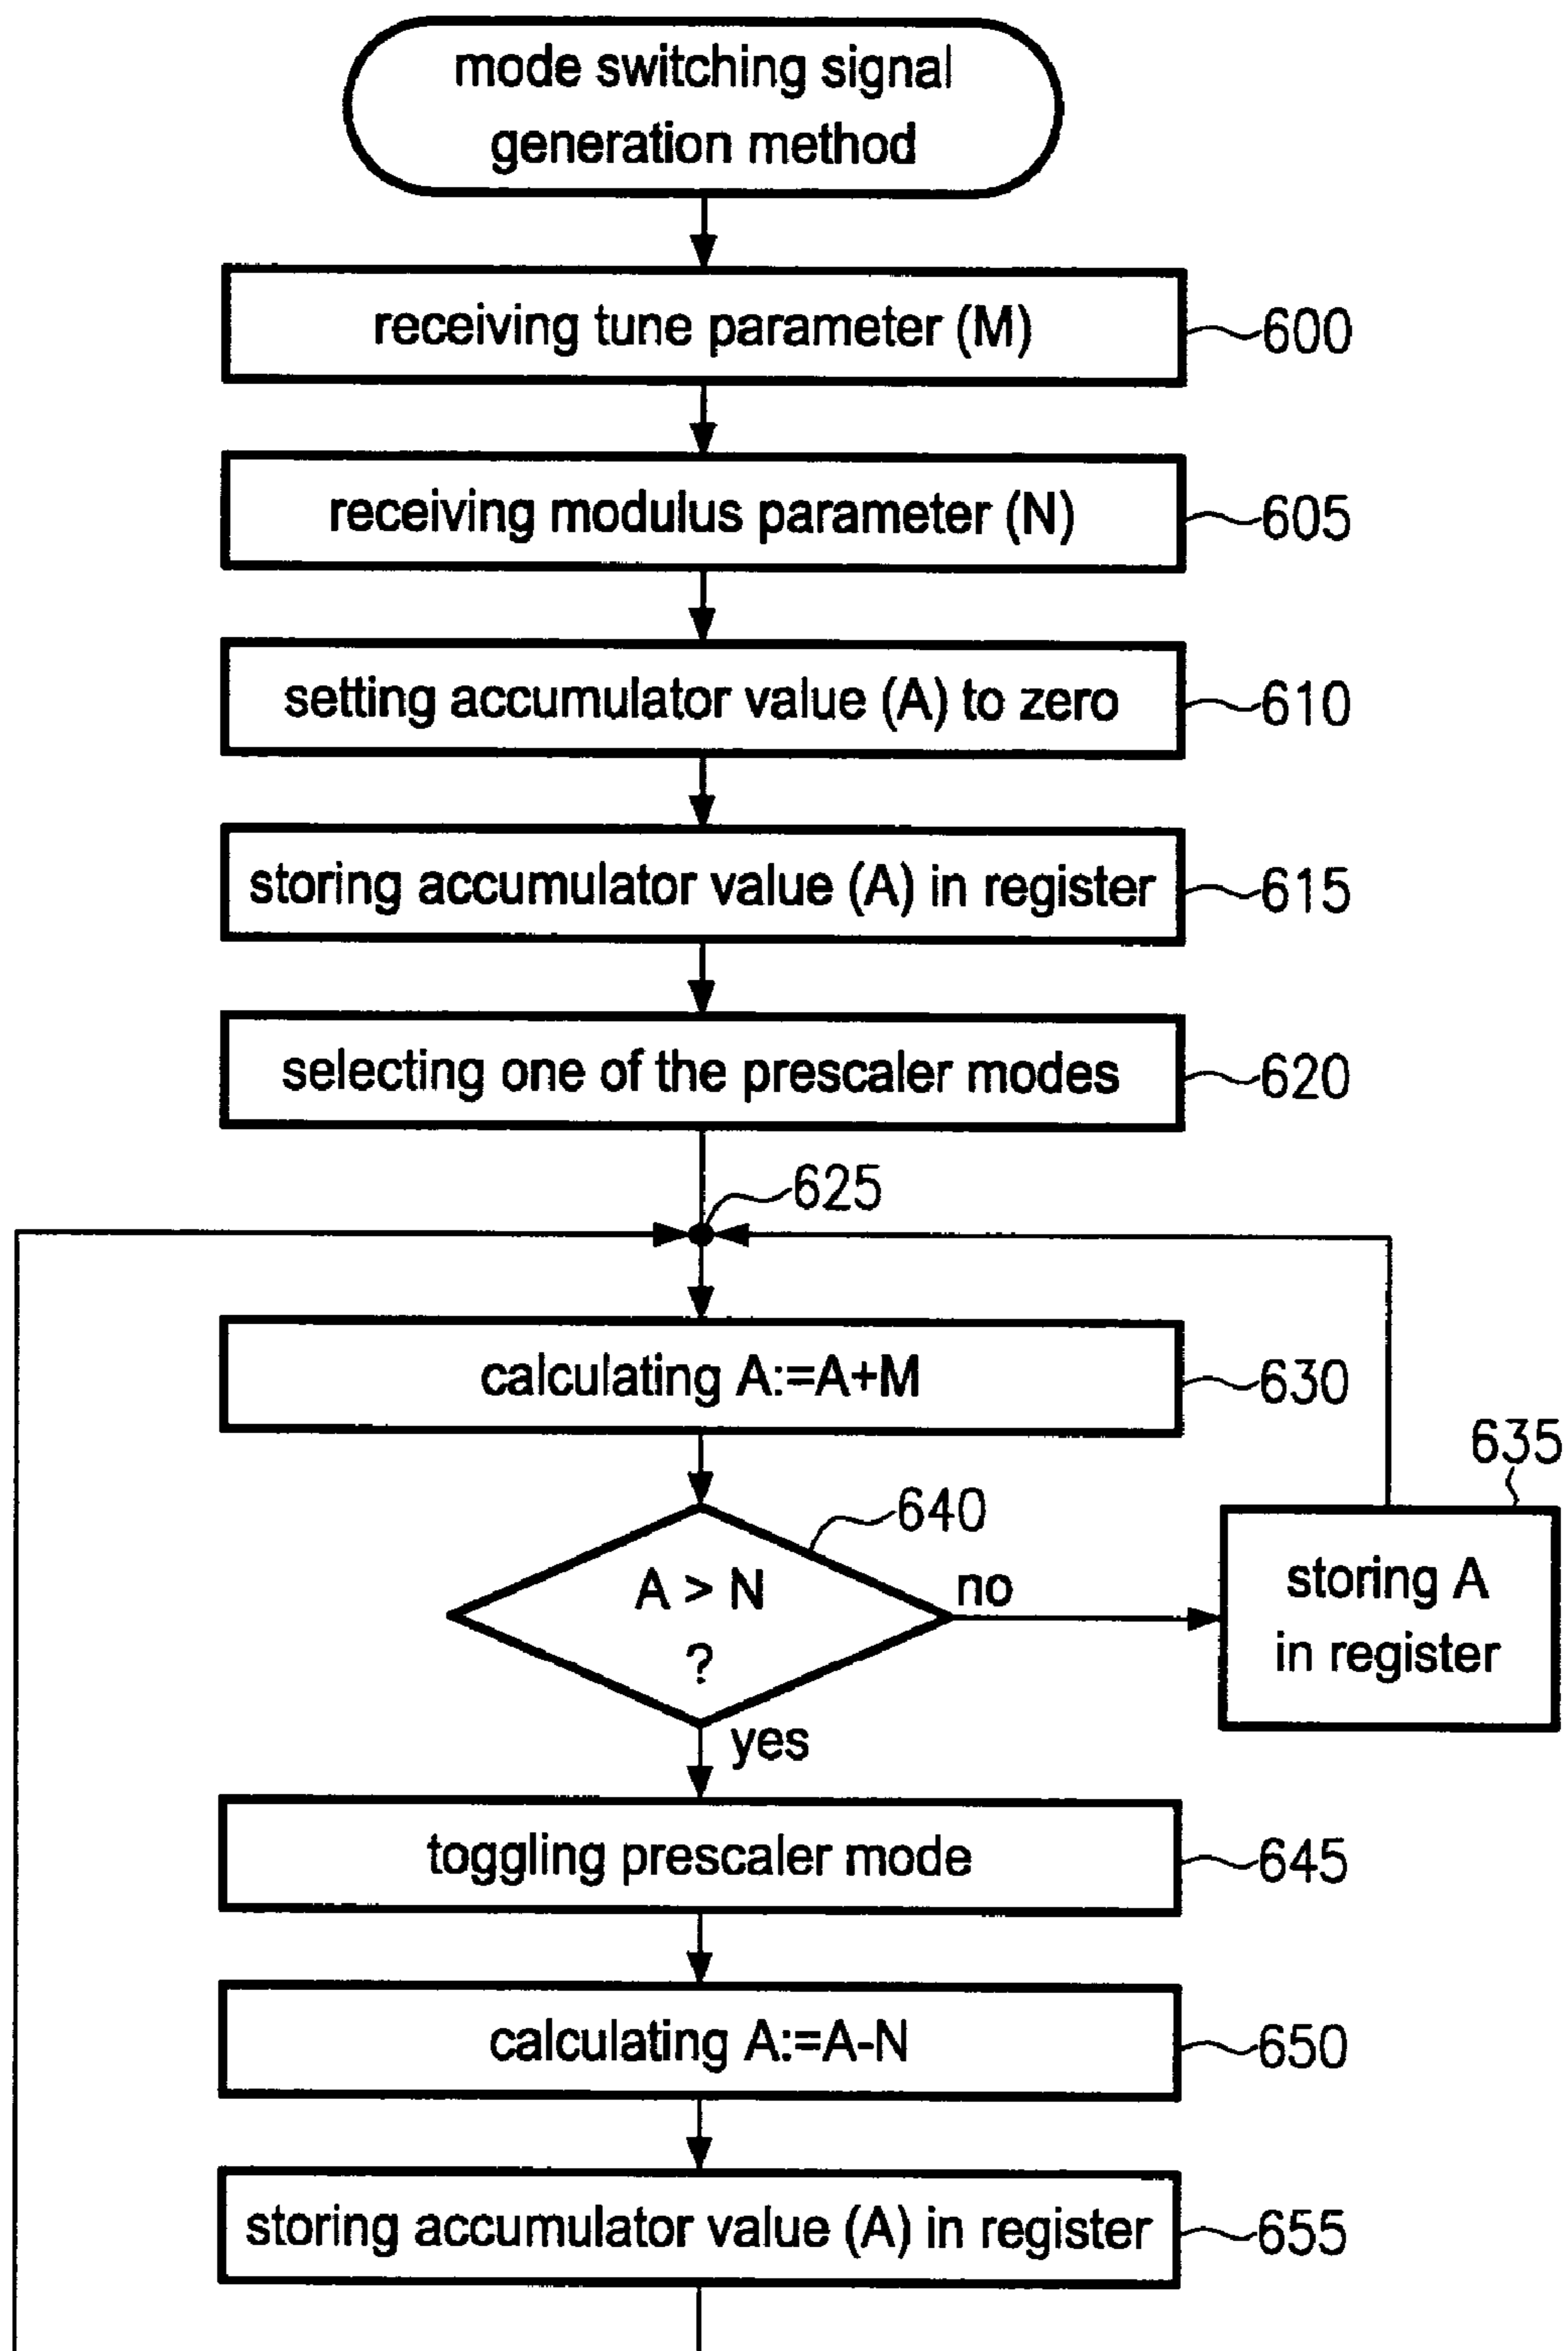 mode switching signal
generation method
receiving tune parameter (M)
600
receiving modulus parameter (N)
605
setting accumulator value (A) to zero
610
storing accumulator value (A) in register
615
selecting one of the prescaler modes
620
625
calculating A:=A+M
630
635
640
A > N
?
no
storing A
in register
yes
toggling prescaler mode
645
calculating A:=A-N
650
storing accumulator value (A) in register
655